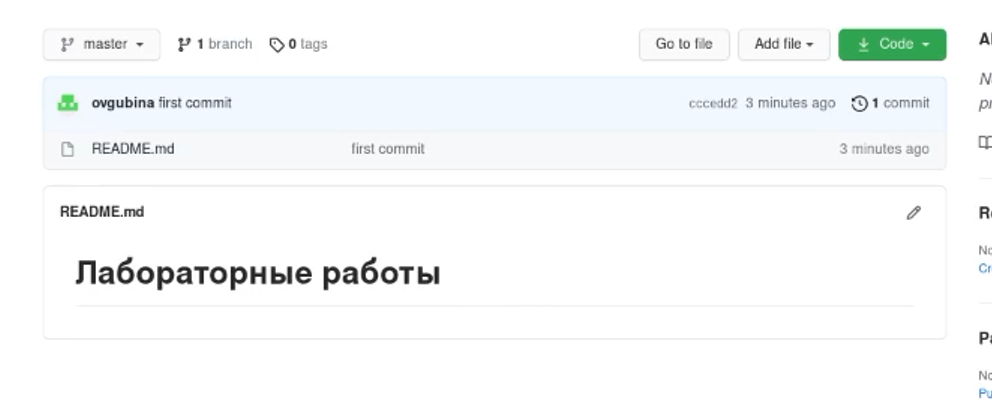 master 1 branch 0 tags Go to file Add file Code
ovgubina first commit cccedd2 3 minutes ago 1 commit
README.md first commit 3 minutes ago
README.md
Лабораторные работы